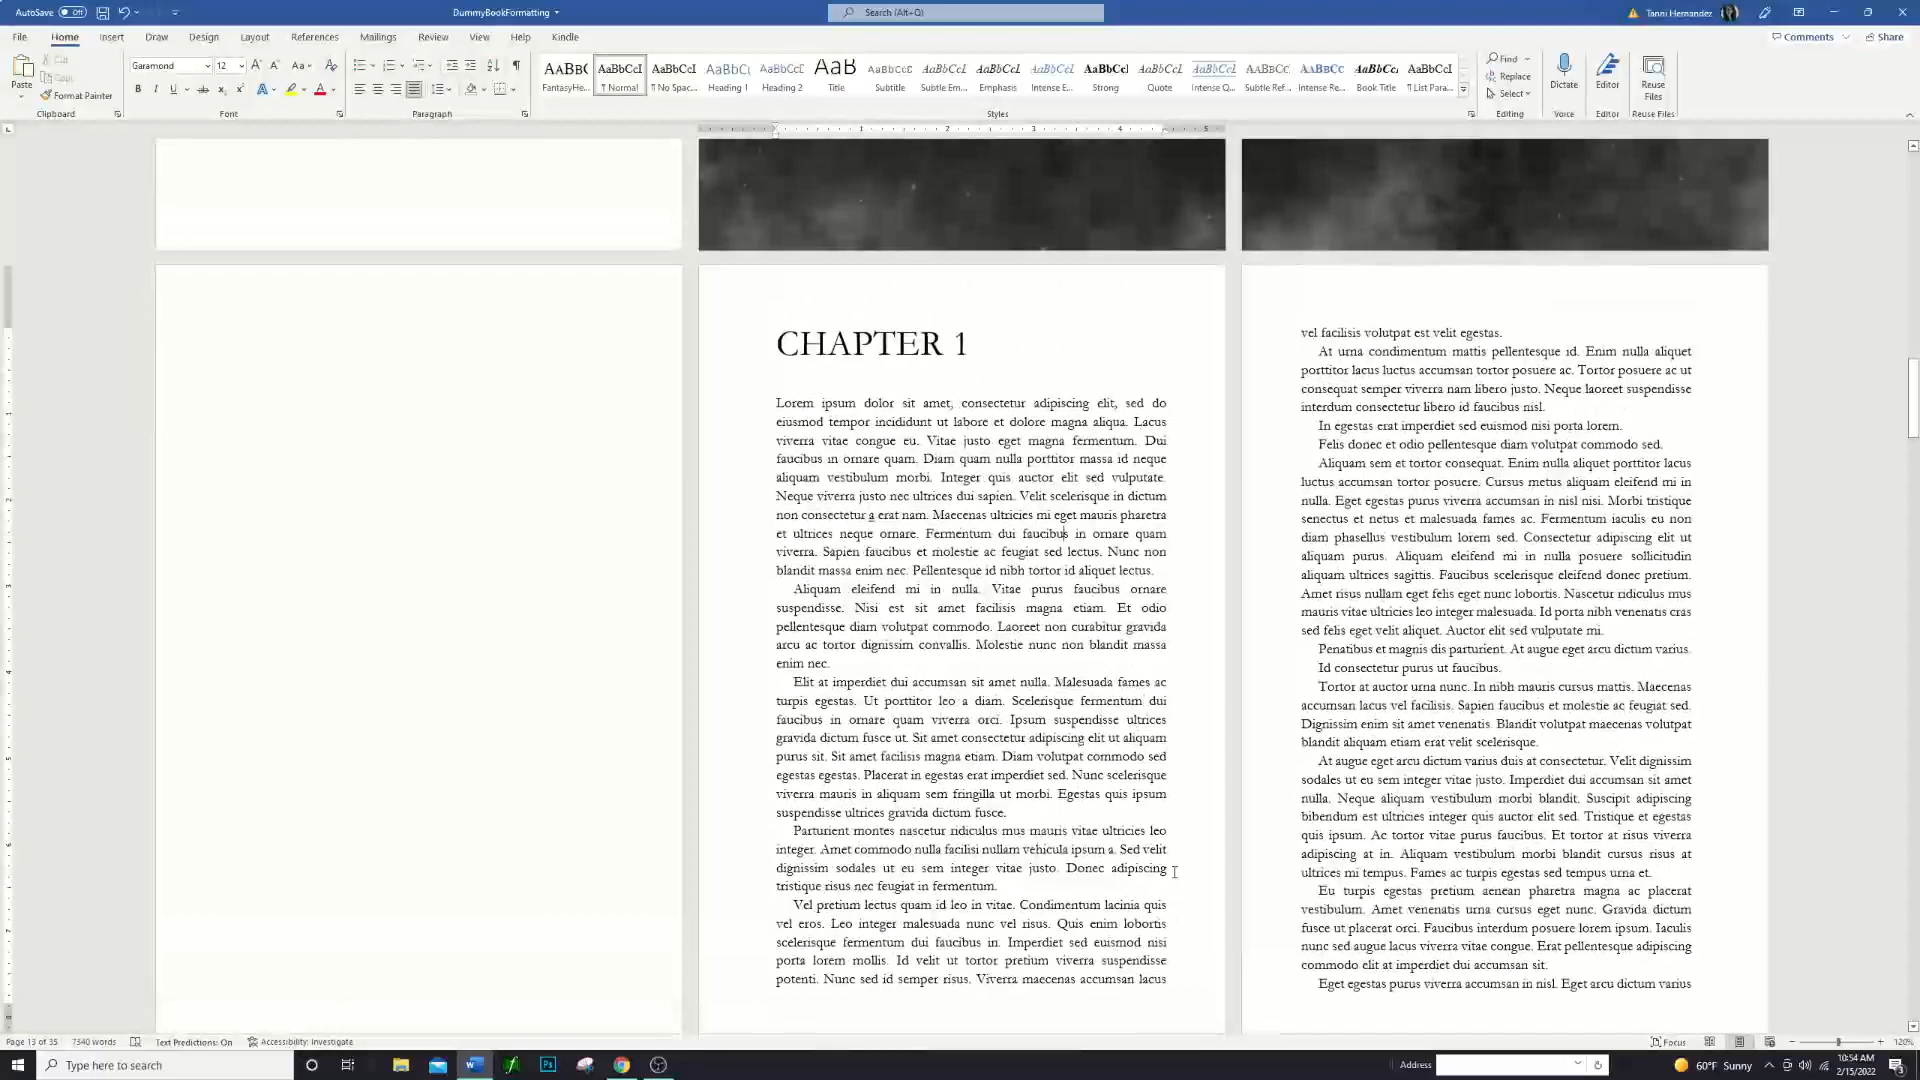 AutoSave Off DummyBookFormatting Search (Alt+Q) Tanni Hernandez
File Home Insert Draw Design Layout References Mailings Review View Help Kindle Comments Share
Paste Cut Copy Format Painter Clipboard
Garamond 12 Font
Paragraph
AaBbC AaBbCcI AaBbCcI AaBbC AaBbCcI AaB AaBbCcD AaBbCcI AaBbCcI AaBbCcI AaBbCcI AaBbCcI AaBbCcI AaBbCcD AaBbCc AaBbCcI AaBbCcI
FantasyHe... ¶ Normal ¶ No Spac... Heading 1 Heading 2 Title Subtitle Subtle Em... Emphasis Intense E... Strong Quote Intense Q... Subtle Ref... Intense Re... Book Title ¶ List Para...
Styles
Find Replace Select Editing
Dictate Voice
Editor Editor
Reuse Files Reuse Files
1 2 3 4 5
CHAPTER 1
Lorem ipsum dolor sit amet, consectetur adipiscing elit, sed do
eiusmod tempor incididunt ut labore et dolore magna aliqua. Lacus
viverra vitae congue eu. Vitae justo eget magna fermentum. Dui
faucibus in ornare quam. Diam quam nulla porttitor massa id neque
aliquam vestibulum morbi. Integer quis auctor elit sed vulputate.
Neque viverra justo nec ultrices dui sapien. Velit scelerisque in dictum
non consectetur a erat nam. Maecenas ultricies mi eget mauris pharetra
et ultrices neque ornare. Fermentum dui faucibus in ornare quam
viverra. Sapien faucibus et molestie ac feugiat sed lectus. Nunc non
blandit massa enim nec. Pellentesque id nibh tortor id aliquet lectus.
Aliquam eleifend mi in nulla. Vitae purus faucibus ornare
suspendisse. Nisi est sit amet facilisis magna etiam. Et odio
pellentesque diam volutpat commodo. Laoreet non curabitur gravida
arcu ac tortor dignissim convallis. Molestie nunc non blandit massa
enim nec.
Elit at imperdiet dui accumsan sit amet nulla. Malesuada fames ac
turpis egestas. Ut porttitor leo a diam. Scelerisque fermentum dui
faucibus in ornare quam viverra orci. Ipsum suspendisse ultrices
gravida dictum fusce ut. Sit amet consectetur adipiscing elit ut aliquam
purus sit. Sit amet facilisis magna etiam. Diam volutpat commodo sed
egestas egestas. Placerat in egestas erat imperdiet sed. Nunc scelerisque
viverra mauris in aliquam sem fringilla ut morbi. Egestas quis ipsum
suspendisse ultrices gravida dictum fusce.
Parturient montes nascetur ridiculus mus mauris vitae ultricies leo
integer. Amet commodo nulla facilisi nullam vehicula ipsum a. Sed velit
dignissim sodales ut eu sem integer vitae justo. Donec adipiscing
tristique risus nec feugiat in fermentum.
Vel pretium lectus quam id leo in vitae. Condimentum lacinia quis
vel eros. Leo integer malesuada nunc vel risus. Quis enim lobortis
scelerisque fermentum dui faucibus in. Imperdiet sed euismod nisi
porta lorem mollis. Id velit ut tortor pretium viverra suspendisse
potenti. Nunc sed id semper risus. Viverra maecenas accumsan lacus
vel facilisis volutpat est velit egestas.
At urna condimentum mattis pellentesque id. Enim nulla aliquet
porttitor lacus luctus accumsan tortor posuere ac. Tortor posuere ac ut
consequat semper viverra nam libero justo. Neque laoreet suspendisse
interdum consectetur libero id faucibus nisl.
In egestas erat imperdiet sed euismod nisi porta lorem.
Felis donec et odio pellentesque diam volutpat commodo sed.
Aliquam sem et tortor consequat. Enim nulla aliquet porttitor lacus
luctus accumsan tortor posuere. Cursus metus aliquam eleifend mi in
nulla. Eget egestas purus viverra accumsan in nisl nisi. Morbi tristique
senectus et netus et malesuada fames ac. Fermentum iaculis eu non
diam phasellus vestibulum lorem sed. Consectetur adipiscing elit ut
aliquam purus. Aliquam eleifend mi in nulla posuere sollicitudin
aliquam ultrices sagittis. Faucibus scelerisque eleifend donec pretium.
Amet risus nullam eget felis eget nunc lobortis. Nascetur ridiculus mus
mauris vitae ultricies leo integer malesuada. Id porta nibh venenatis cras
sed felis eget velit aliquet. Auctor elit sed vulputate mi.
Penatibus et magnis dis parturient. At augue eget arcu dictum varius.
Id consectetur purus ut faucibus.
Tortor at auctor urna nunc. In nibh mauris cursus mattis. Maecenas
accumsan lacus vel facilisis. Sapien faucibus et molestie ac feugiat sed.
Dignissim enim sit amet venenatis. Blandit volutpat maecenas volutpat
blandit aliquam etiam erat velit scelerisque.
At augue eget arcu dictum varius duis at consectetur. Velit dignissim
sodales ut eu sem integer vitae justo. Imperdiet dui accumsan sit amet
nulla. Neque aliquam vestibulum morbi blandit. Suscipit adipiscing
bibendum est ultricies integer quis auctor elit sed. Tristique et egestas
quis ipsum. Ac tortor vitae purus faucibus. Et tortor at risus viverra
adipiscing at in. Aliquam vestibulum morbi blandit cursus risus at
ultrices mi tempus. Fames ac turpis egestas sed tempus urna et.
Eu turpis egestas pretium aenean pharetra magna ac placerat
vestibulum. Amet venenatis urna cursus eget nunc. Gravida dictum
fusce ut placerat orci. Faucibus interdum posuere lorem ipsum. Iaculis
nunc sed augue lacus viverra vitae congue. Erat pellentesque adipiscing
commodo elit at imperdiet dui accumsan sit.
Eget egestas purus viverra accumsan in nisl. Eget arcu dictum varius
Page 13 of 35 7340 words Text Predictions: On Accessibility: Investigate Focus 120%
Type here to search Address 60°F Sunny 10:54 AM
2/15/2022